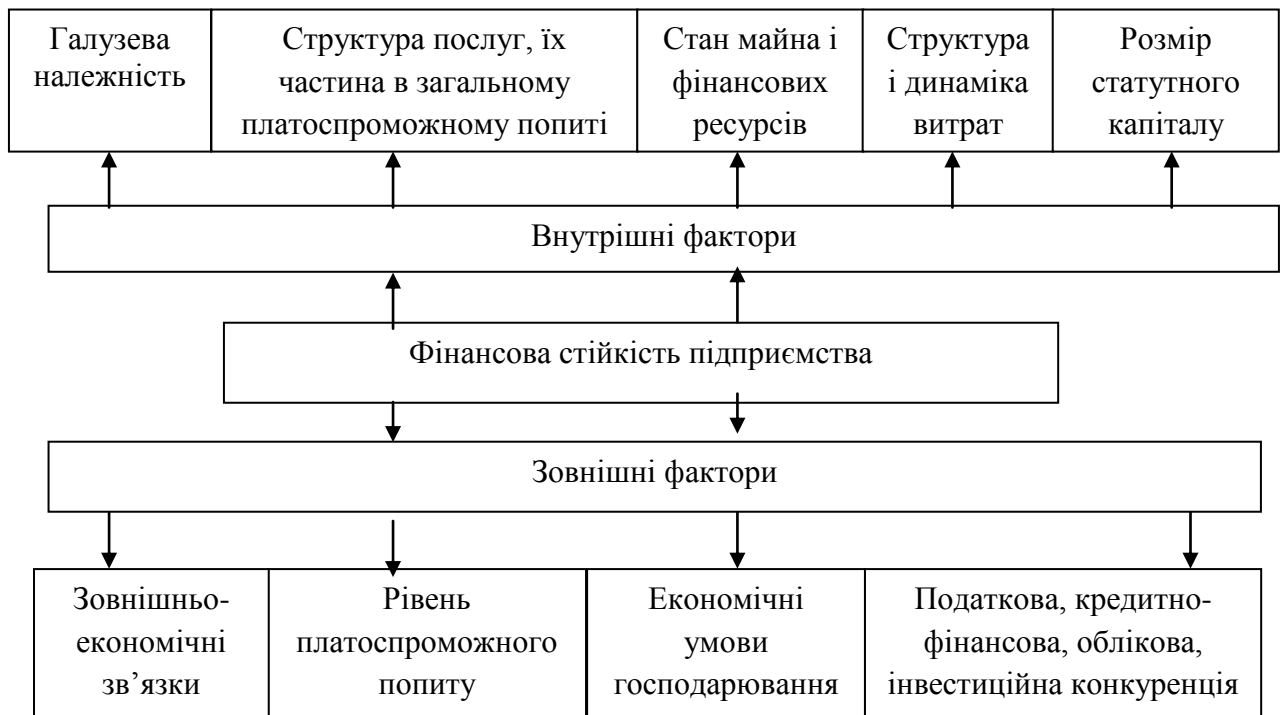 Галузева
належність
Структура послуг, їх
частина в загальному
платоспроможному попиті
Стан майна і
фінансових
ресурсів
Структура
і динаміка
витрат
Розмір
статутного
капіталу
Внутрішні фактори
Фінансова стійкість підприємства
Зовнішні фактори
Зовнішньо-
економічні
зв’язки
Рівень
платоспроможного
попиту
Економічні
умови
господарювання
Податкова, кредитно-
фінансова, облікова,
інвестиційна конкуренція